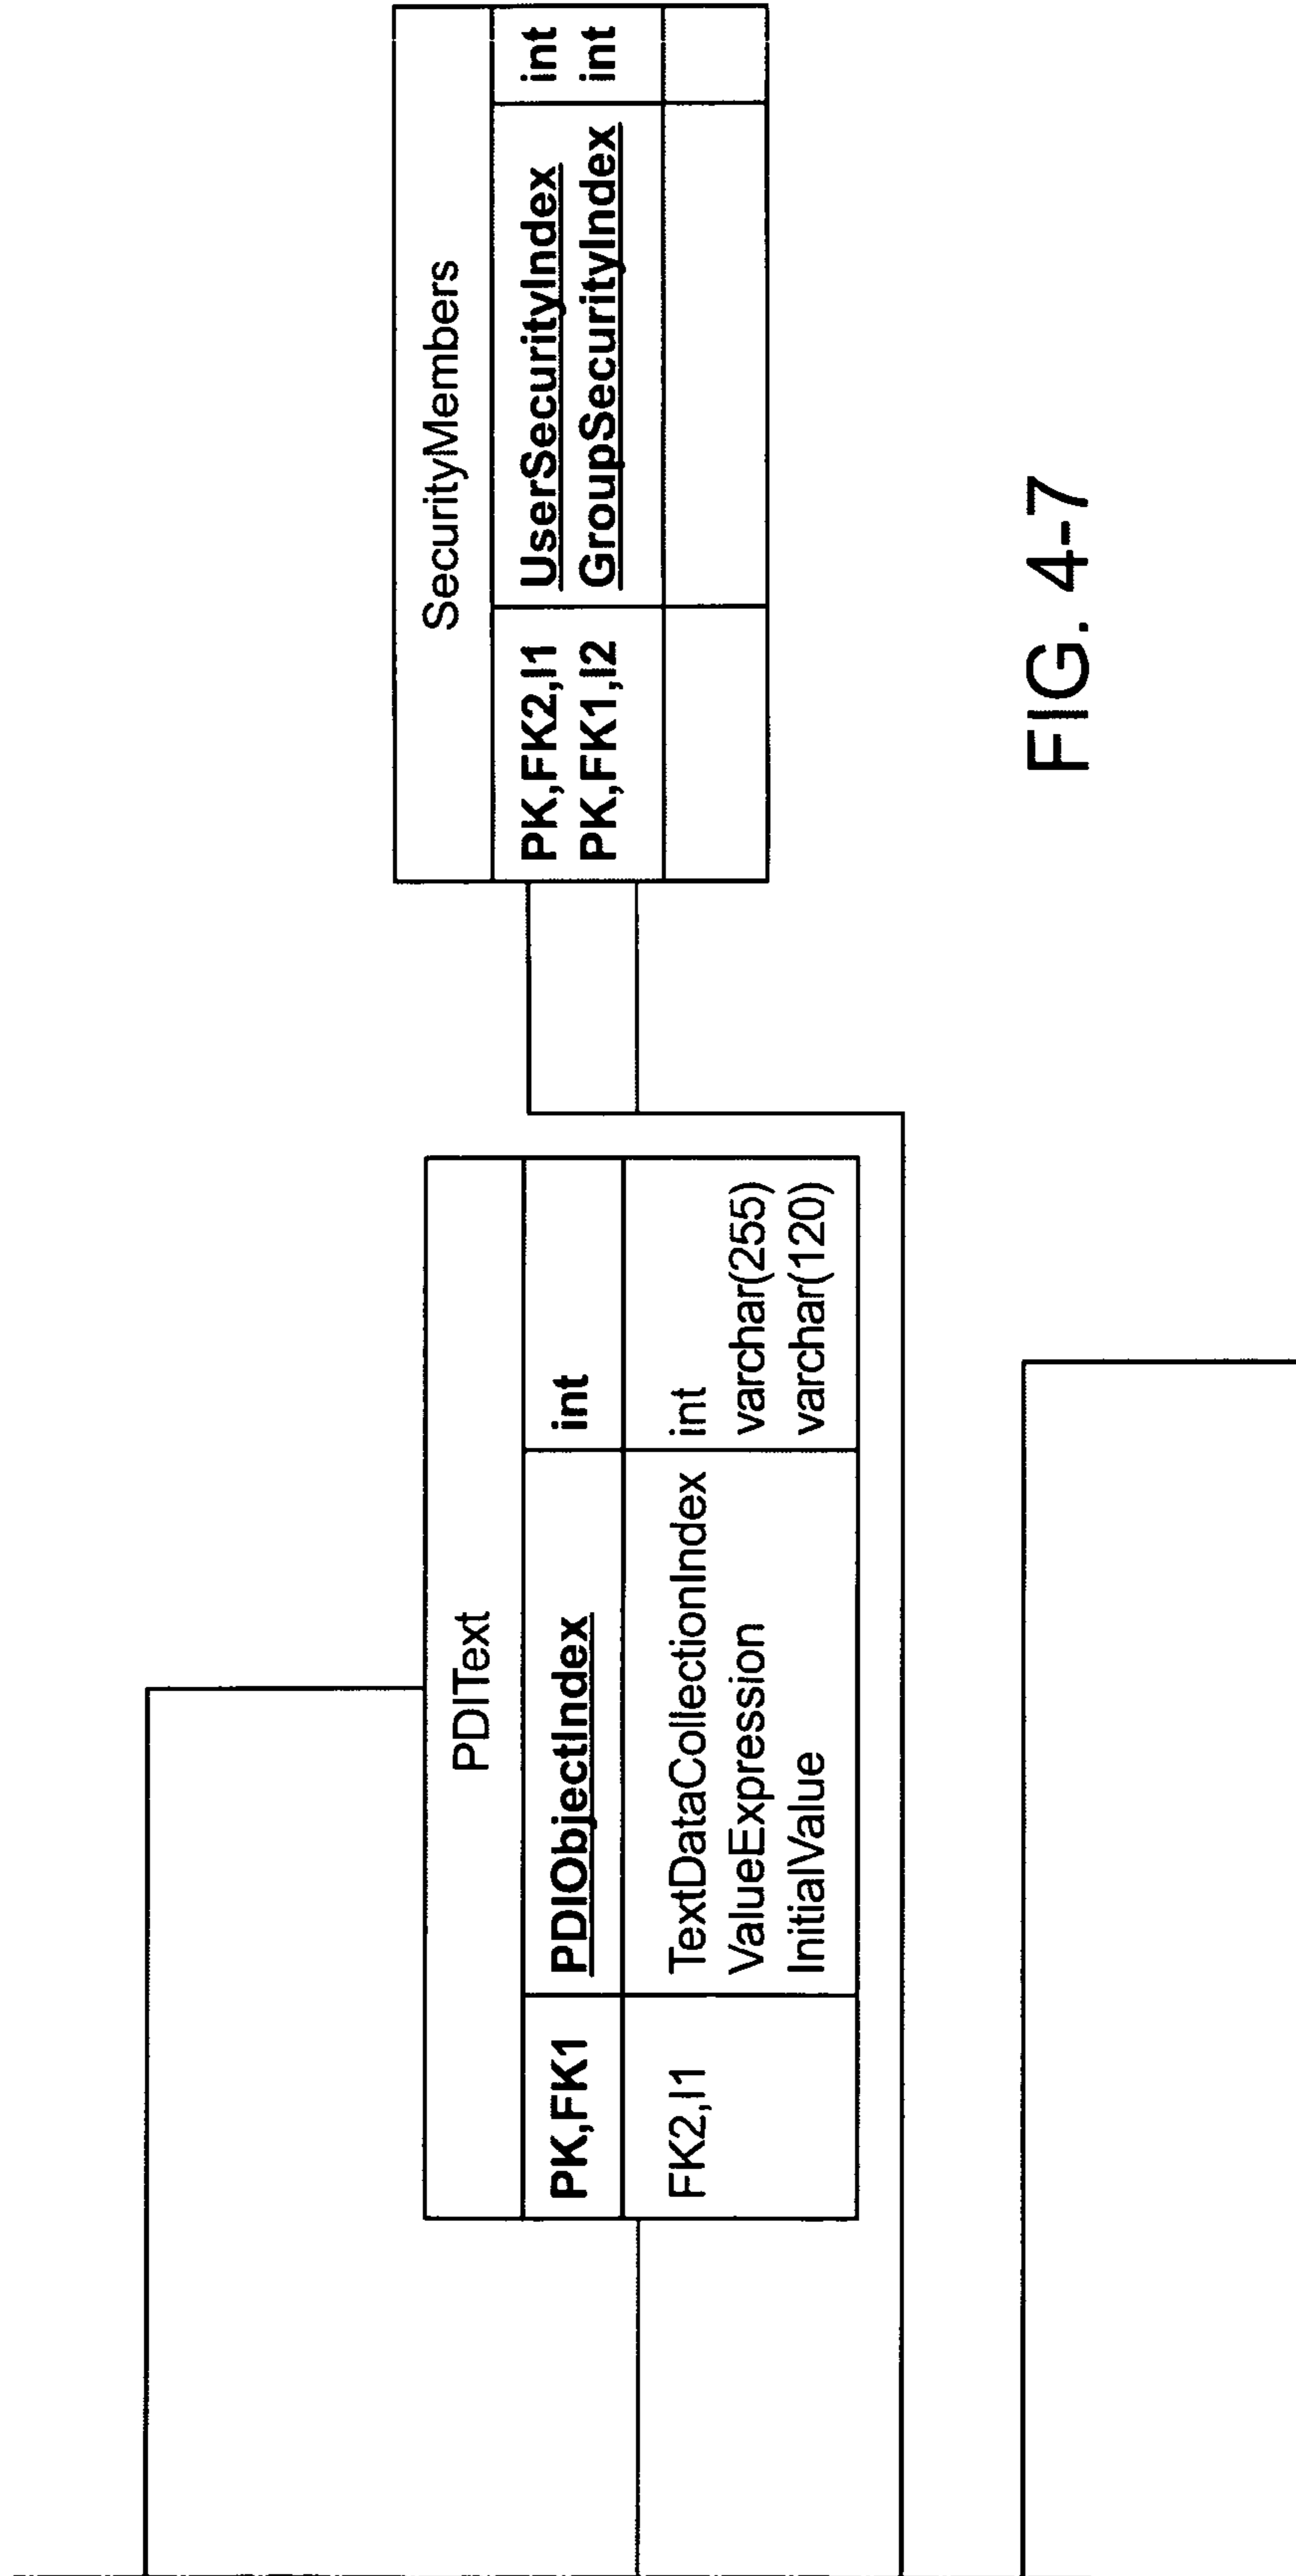 PDIText
PK,FK1 PDIObjectIndex int
FK2,I1 TextDataCollectionIndex int
ValueExpression varchar(255)
InitialValue varchar(120)
SecurityMembers
PK,FK2,I1 UserSecurityIndex int
PK,FK1,I2 GroupSecurityIndex int
FIG. 4-7